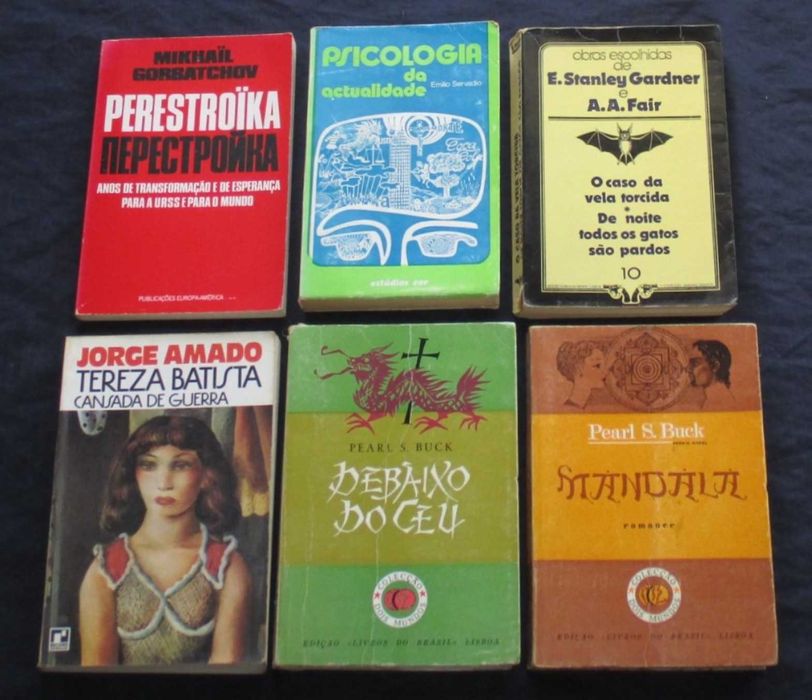 MIKHAÏL
GORBATCHOV
PERESTROÏKA
ПЕРЕСТРОЙКА
ANOS DE TRANSFORMAÇÃO E DE ESPERANÇA
PARA A URSS E PARA O MUNDO
PUBLICAÇÕES EUROPA-AMÉRICA
PSICOLOGIA
da
actualidade
Emilio Servadio
estúdios cor
obras escolhidas
de
E. Stanley Gardner
e
A. A. Fair
O caso da
vela torcida
*
De noite
todos os gatos
são pardos
10
JORGE AMADO
TEREZA BATISTA
CANSADA DE GUERRA
PEARL S. BUCK
DEBAIXO
DO CÉU
COLECÇÃO
DOIS MUNDOS
EDIÇÃO «LIVROS DO BRASIL» LISBOA
Pearl S. Buck
MANDALA
romance
COLECÇÃO
DOIS MUNDOS
EDIÇÃO «LIVROS DO BRASIL» LISBOA